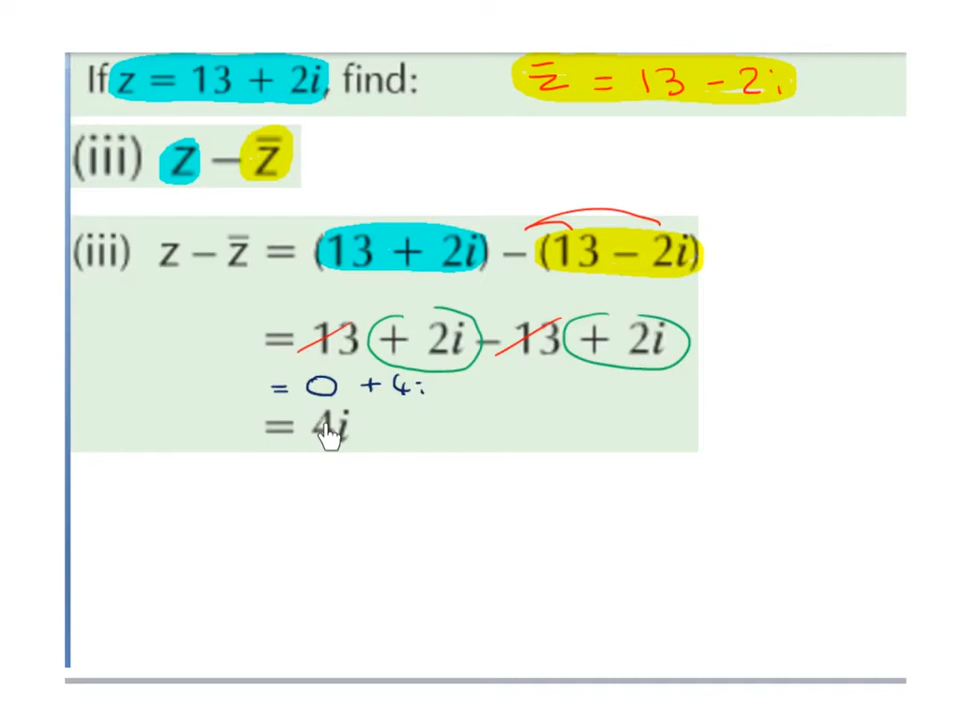 If z = 13 + 2i, find: z̄ = 13 - 2i
(iii) z – z̄
(iii) z – z̄ = (13 + 2i) – (13 – 2i)
= 13 + 2i – 13 + 2i
= 0 + 4i
= 4i